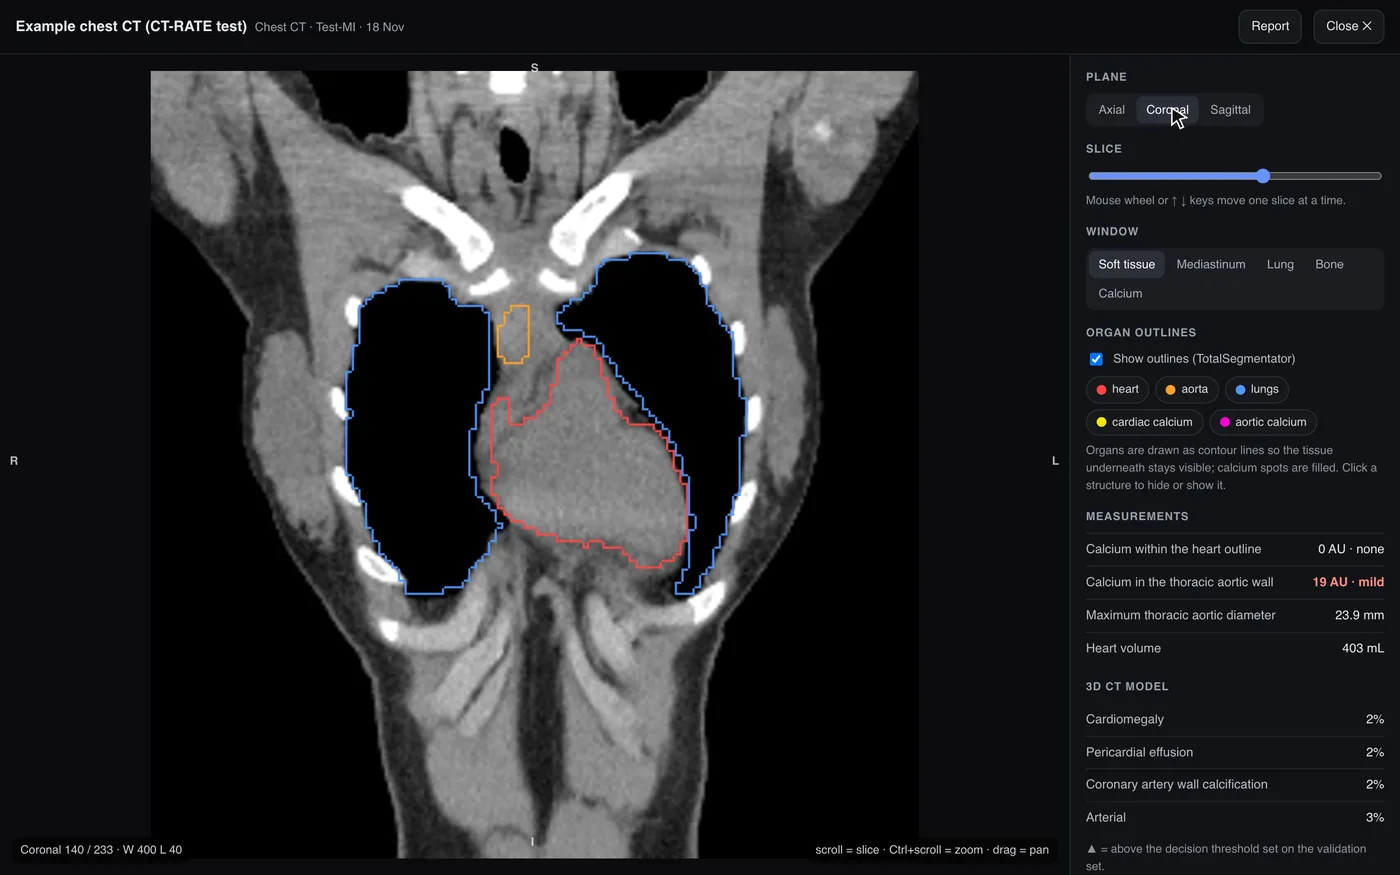 Example chest CT (CT-RATE test) Chest CT · Test-MI · 18 Nov
Report
Close ✕
S
R
L
I
Coronal 140 / 233 · W 400 L 40
scroll = slice · Ctrl+scroll = zoom · drag = pan
PLANE
Axial Coronal Sagittal
SLICE
Mouse wheel or ↑ ↓ keys move one slice at a time.
WINDOW
Soft tissue Mediastinum Lung Bone
Calcium
ORGAN OUTLINES
Show outlines (TotalSegmentator)
heart aorta lungs
cardiac calcium aortic calcium
Organs are drawn as contour lines so the tissue
underneath stays visible; calcium spots are filled. Click a
structure to hide or show it.
MEASUREMENTS
Calcium within the heart outline 0 AU · none
Calcium in the thoracic aortic wall 19 AU · mild
Maximum thoracic aortic diameter 23.9 mm
Heart volume 403 mL
3D CT MODEL
Cardiomegaly 2%
Pericardial effusion 2%
Coronary artery wall calcification 2%
Arterial 3%
▲ = above the decision threshold set on the validation
set.